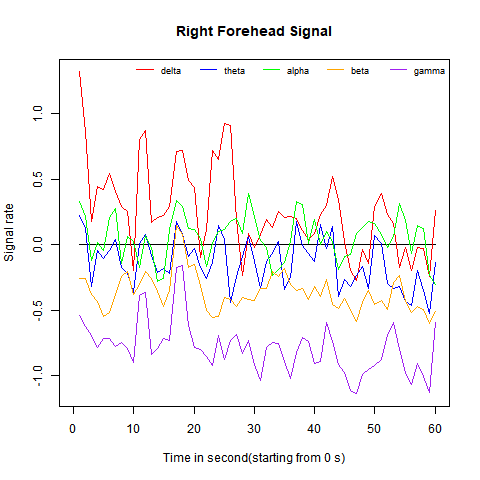 Right Forehead Signal
delta theta alpha beta gamma
Signal rate
1.0
0.5
0.0
-0.5
-1.0
0 10 20 30 40 50 60
Time in second(starting from 0 s)